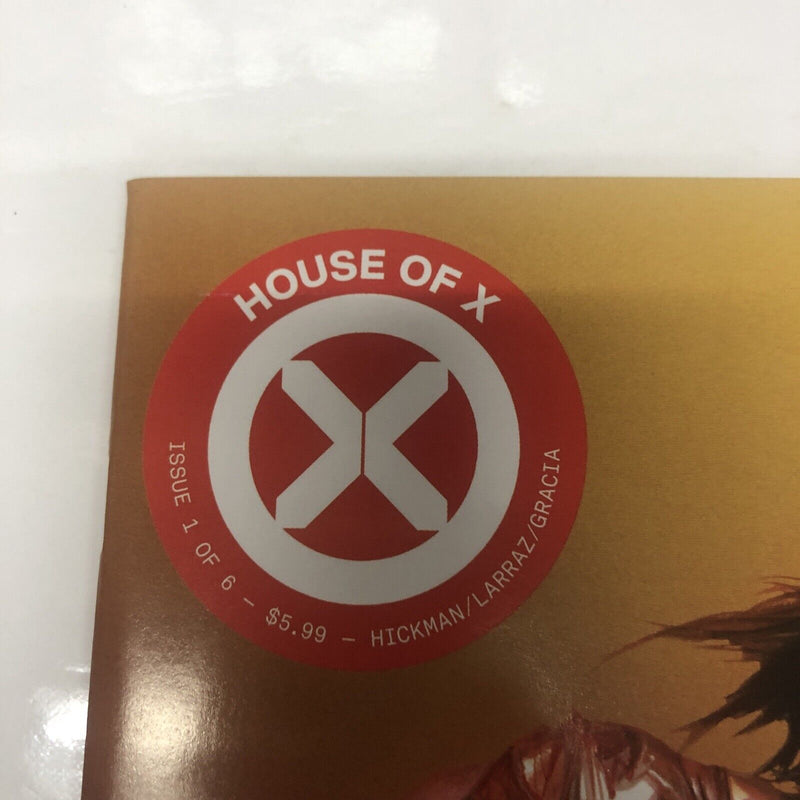 HOUSE OF X
X
ISSUE 1 OF 6 — $5.99 — HICKMAN/LARRAZ/GRACIA